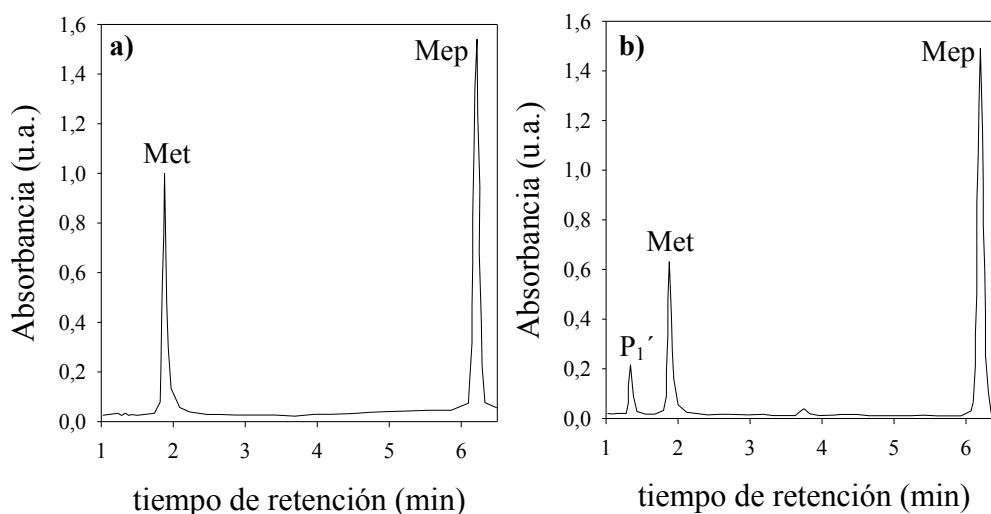 a)
Met
Mep
Absorbancia (u.a.)
1,6
1,4
1,2
1,0
0,8
0,6
0,4
0,2
0,0
1 2 3 4 5 6
tiempo de retención (min)
b)
P1´
Met
Mep
Absorbancia (u.a.)
1,6
1,4
1,2
1,0
0,8
0,6
0,4
0,2
0,0
1 2 3 4 5 6
tiempo de retención (min)